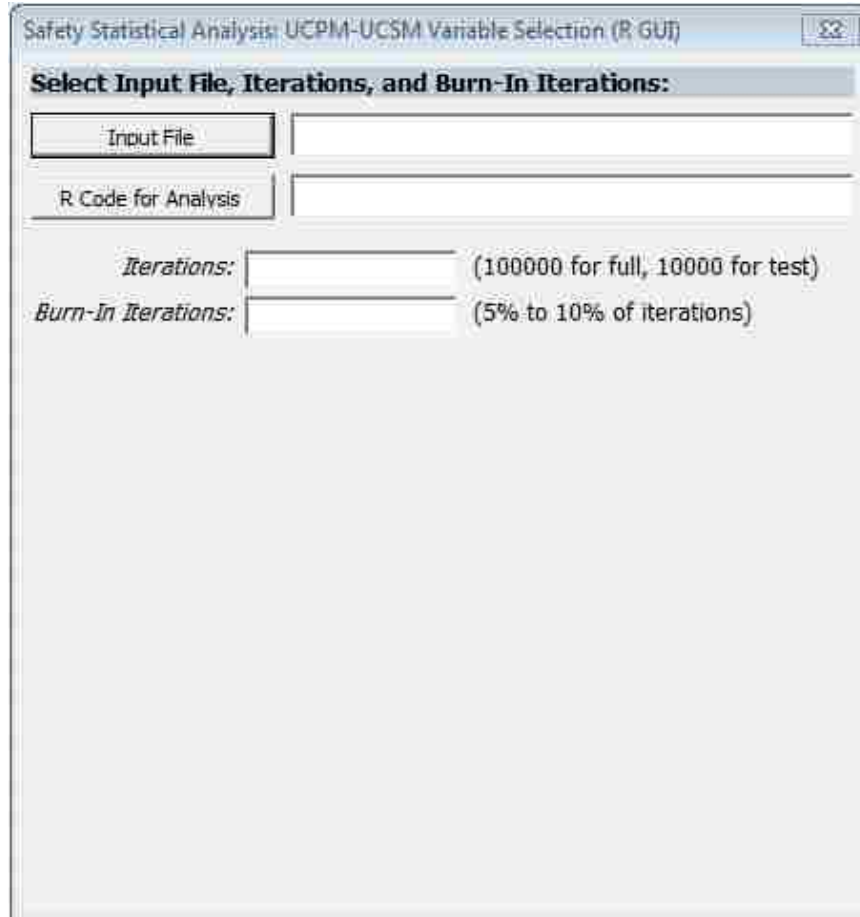 Safety Statistical Analysis: UCPM-UCSM Variable Selection (R GUI)
Select Input File, Iterations, and Burn-In Iterations:
Input File
R Code for Analysis
Iterations: (100000 for full, 10000 for test)
Burn-In Iterations: (5% to 10% of iterations)